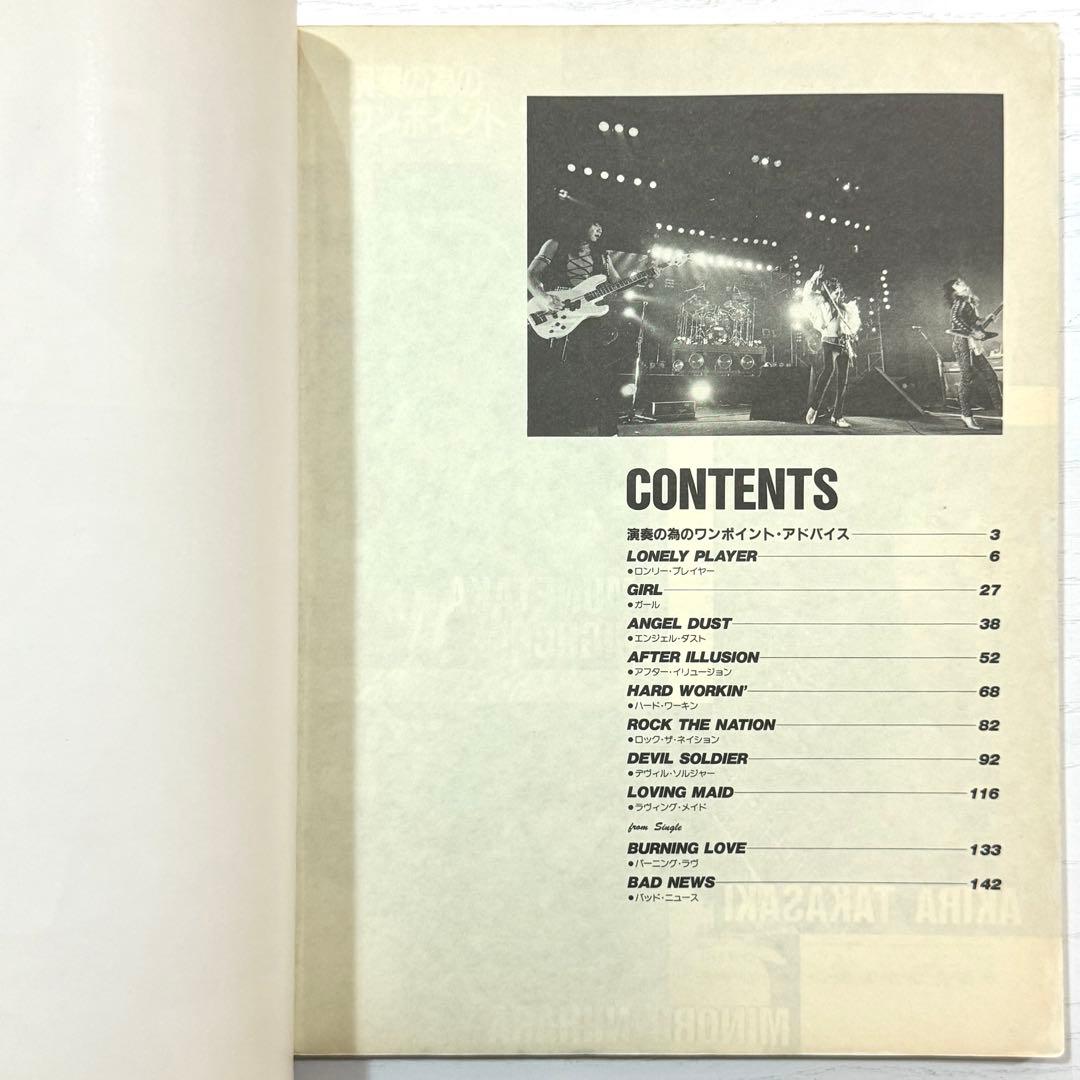 CONTENTS
演奏の為のワンポイント・アドバイス 3
LONELY PLAYER 6
●ロンリー・プレイヤー
GIRL 27
●ガール
ANGEL DUST 38
●エンジェル・ダスト
AFTER ILLUSION 52
●アフター・イリュージョン
HARD WORKIN' 68
●ハード・ワーキン
ROCK THE NATION 82
●ロック・ザ・ネイション
DEVIL SOLDIER 92
●デヴィル・ソルジャー
LOVING MAID 116
●ラヴィング・メイド
from Single
BURNING LOVE 133
●バーニング・ラヴ
BAD NEWS 142
●バッド・ニュース
AKIRA TAKASAKI